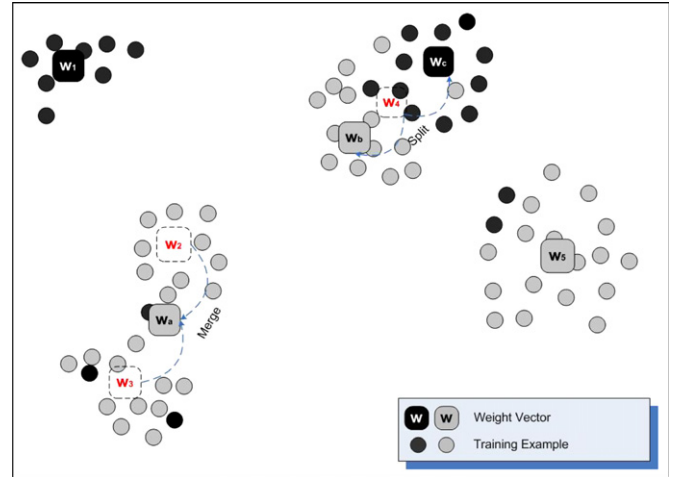 W1
Wc
W4
Wb
Split
W2
W5
Wa
Merge
W3
W W Weight Vector
Training Example